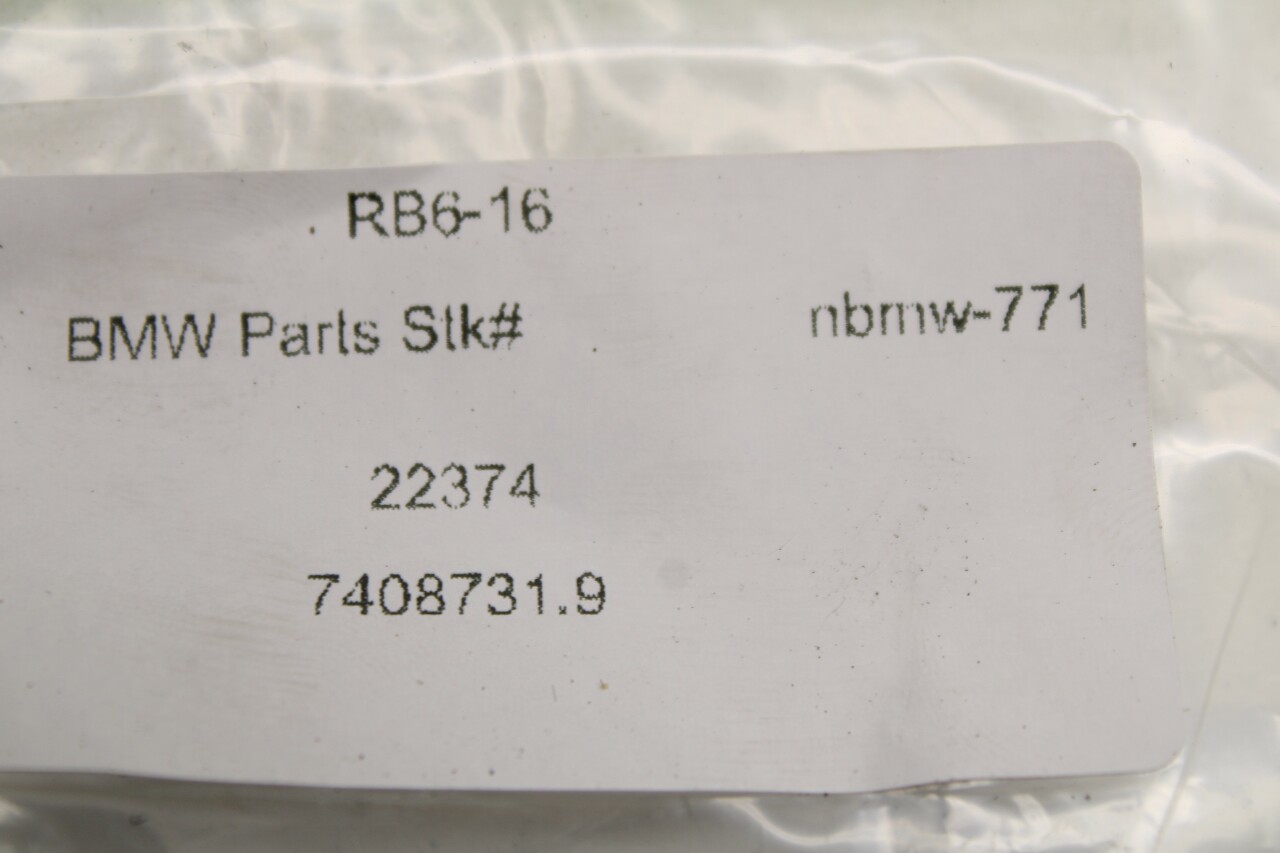 RB6-16
BMW Parts Stk# nbmw-771
22374
7408731.9